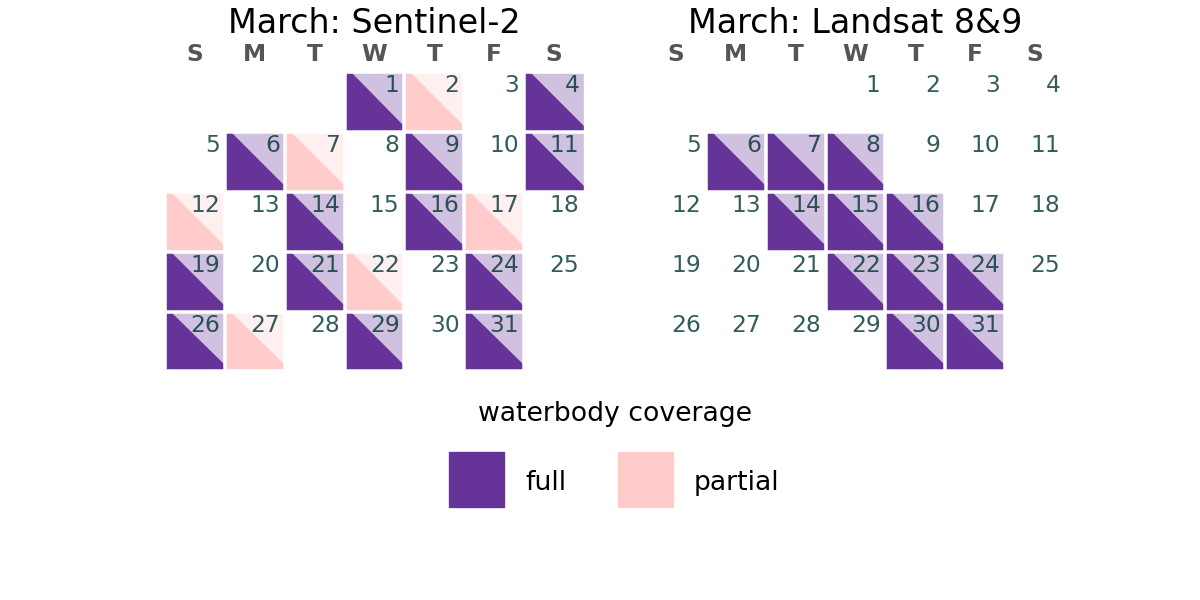 March: Sentinel-2
S M T W T F S
1 2 3 4
5 6 7 8 9 10 11
12 13 14 15 16 17 18
19 20 21 22 23 24 25
26 27 28 29 30 31
March: Landsat 8&9
S M T W T F S
1 2 3 4
5 6 7 8 9 10 11
12 13 14 15 16 17 18
19 20 21 22 23 24 25
26 27 28 29 30 31
waterbody coverage
full
partial